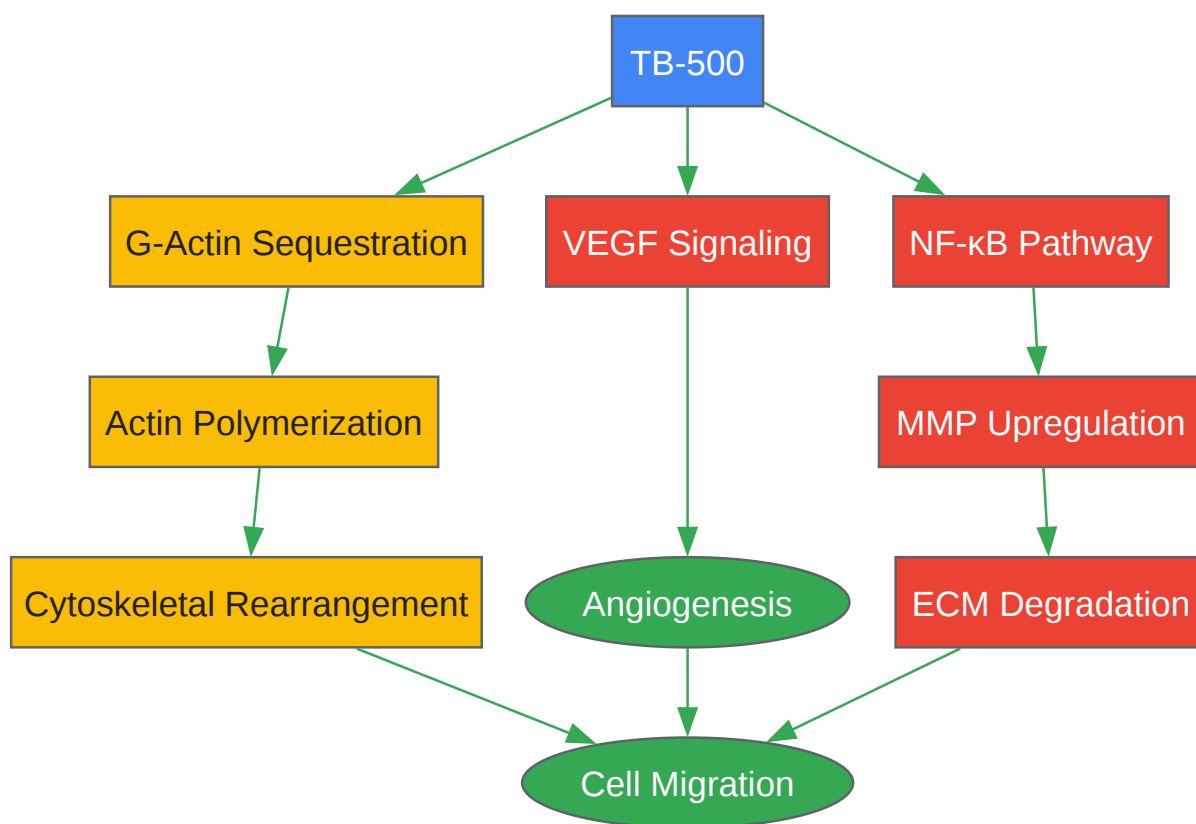 TB-500
G-Actin Sequestration
VEGF Signaling
NF-κB Pathway
Actin Polymerization
MMP Upregulation
Cytoskeletal Rearrangement
Angiogenesis
ECM Degradation
Cell Migration